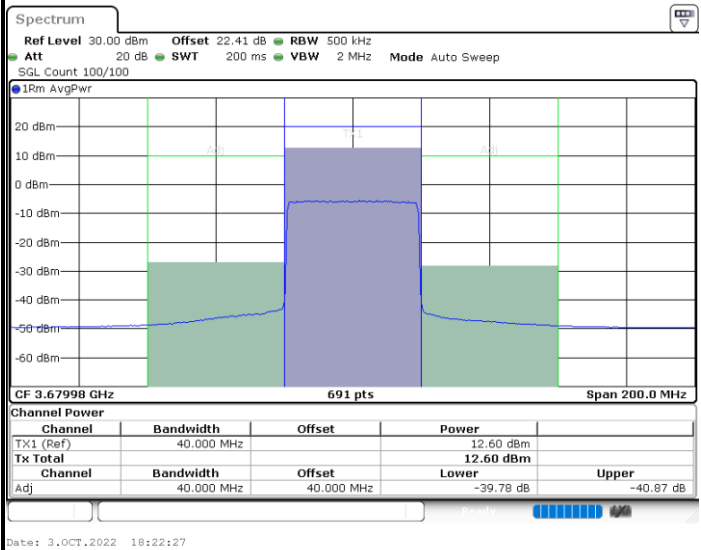 Spectrum
Ref Level 30.00 dBm Offset 22.41 dB RBW 500 kHz
Att 20 dB SWT 200 ms VBW 2 MHz Mode Auto Sweep
SGL Count 100/100
1Rm AvgPwr
20 dBm
TX1
Adj Adj
10 dBm
0 dBm
-10 dBm
-20 dBm
-30 dBm
-40 dBm
-50 dBm
-60 dBm
CF 3.67998 GHz 691 pts Span 200.0 MHz
Channel Power
Channel Bandwidth Offset Power
TX1 (Ref) 40.000 MHz 12.60 dBm
Tx Total 12.60 dBm
Channel Bandwidth Offset Lower Upper
Adj 40.000 MHz 40.000 MHz -39.78 dB -40.87 dB
Ready
Date: 3.OCT.2022 18:22:27